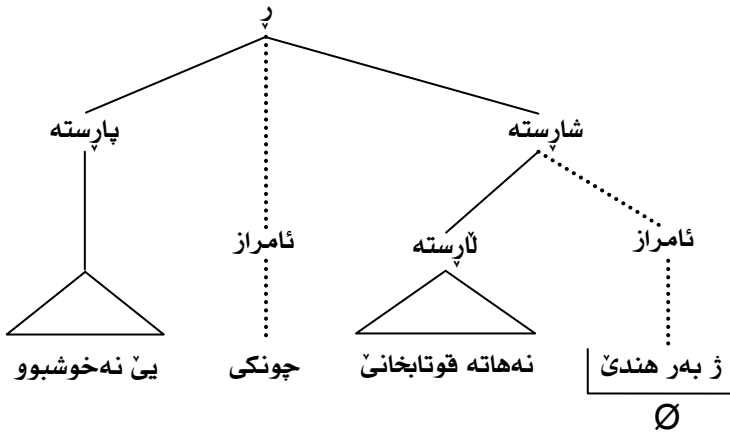 ڕ
شاڕسته پاڕسته
ئامراز لاڕسته ئامراز
ژ بەر هندێ نەهاتە قوتابخانێ چونکی یێ نەخوشبوو
Ø